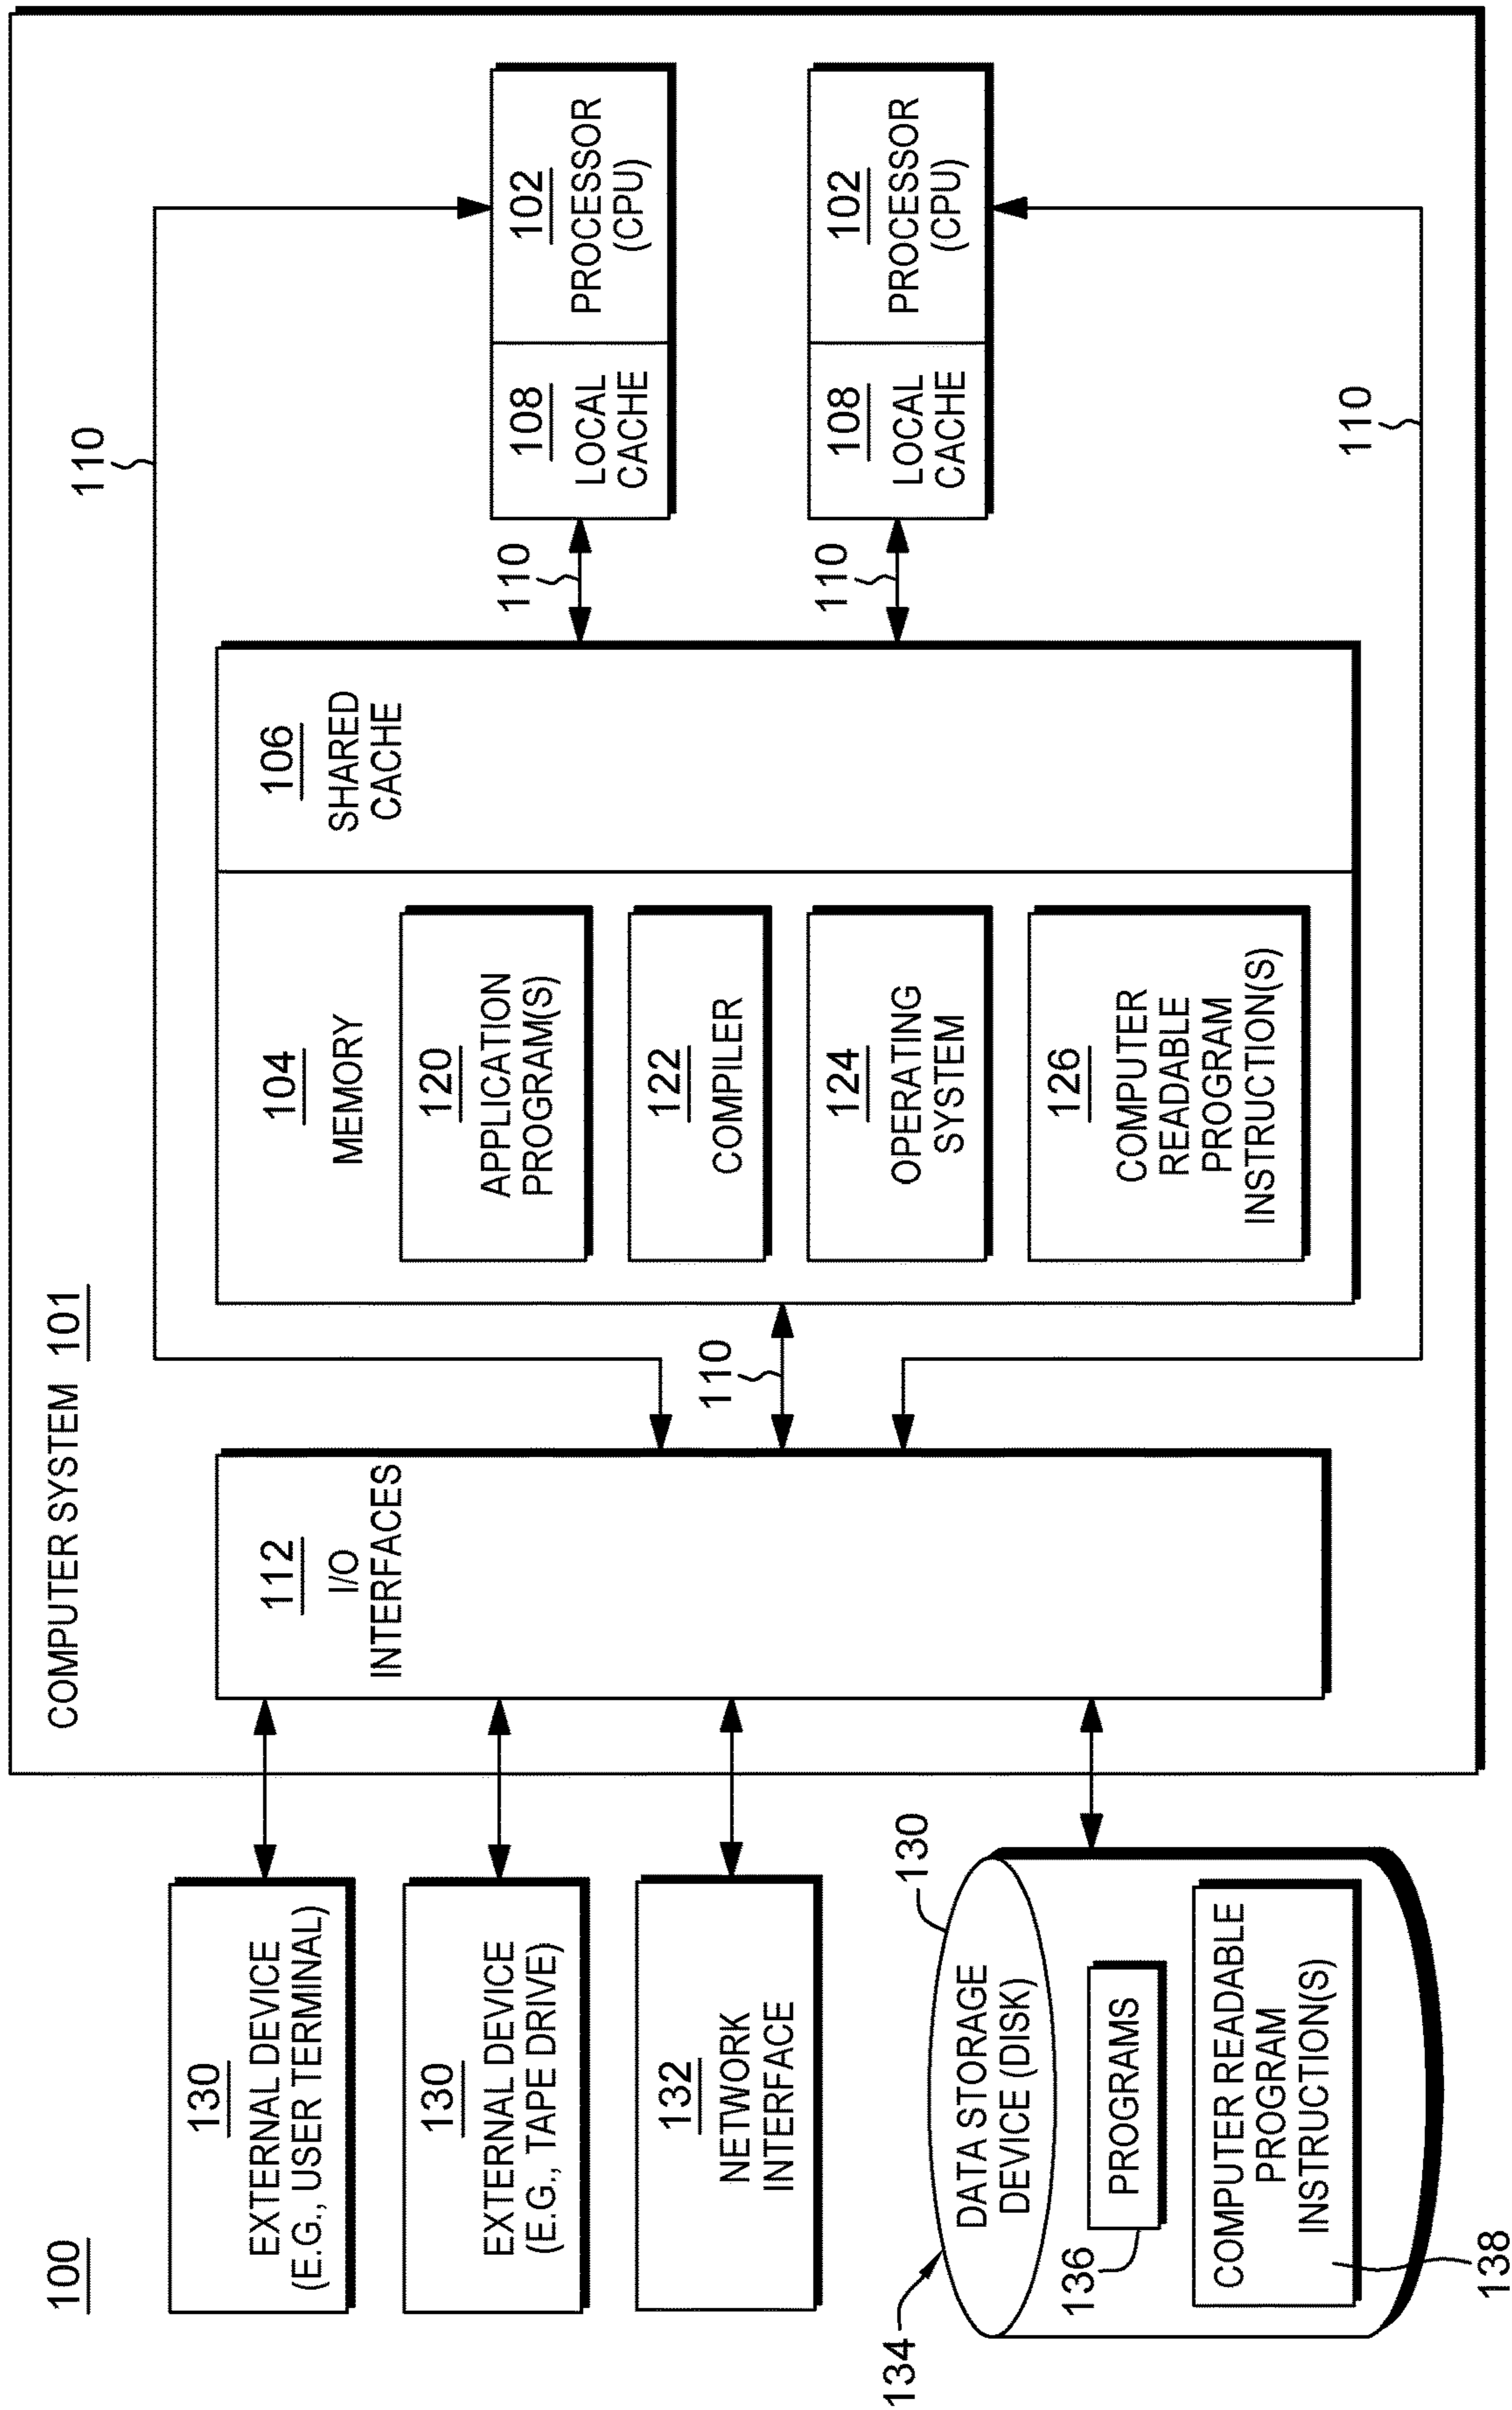 100
COMPUTER SYSTEM 101
130
EXTERNAL DEVICE
(E.G., USER TERMINAL)
130
EXTERNAL DEVICE
(E.G., TAPE DRIVE)
132
NETWORK
INTERFACE
134
130
DATA STORAGE
DEVICE (DISK)
136
PROGRAMS
COMPUTER READABLE
PROGRAM
INSTRUCTION(S)
138
112
I/O
INTERFACES
110
110
110
104
MEMORY
120
APPLICATION
PROGRAM(S)
122
COMPILER
124
OPERATING
SYSTEM
126
COMPUTER
READABLE
PROGRAM
INSTRUCTION(S)
106
SHARED
CACHE
110
110
108
LOCAL
CACHE
102
PROCESSOR
(CPU)
108
LOCAL
CACHE
102
PROCESSOR
(CPU)